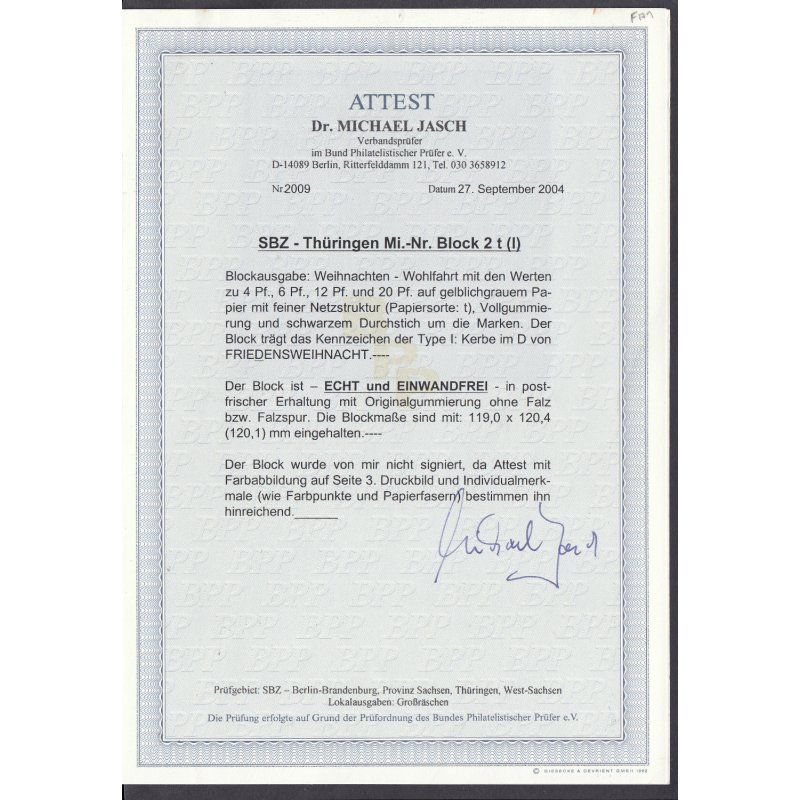 ATTEST
Dr. MICHAEL JASCH
Verbandsprüfer
im Bund Philatelistischer Prüfer e. V.
D-14089 Berlin, Ritterfelddamm 121, Tel. 030 3658912
Nr 2009 Datum 27. September 2004
SBZ - Thüringen Mi.-Nr. Block 2 t (I)
Blockausgabe: Weihnachten - Wohlfahrt mit den Werten
zu 4 Pf., 6 Pf., 12 Pf. und 20 Pf. auf gelblichgrauem Pa-
pier mit feiner Netzstruktur (Papiersorte: t), Vollgummie-
rung und schwarzem Durchstich um die Marken. Der
Block trägt das Kennzeichen der Type I: Kerbe im D von
FRIEDENSWEIHNACHT.----
Der Block ist – ECHT und EINWANDFREI - in post-
frischer Erhaltung mit Originalgummierung ohne Falz
bzw. Falzspur. Die Blockmaße sind mit: 119,0 x 120,4
(120,1) mm eingehalten.----
Der Block wurde von mir nicht signiert, da Attest mit
Farbabbildung auf Seite 3. Druckbild und Individualmerk-
male (wie Farbpunkte und Papierfasern) bestimmen ihn
hinreichend.______
Michael Jasch
Prüfgebiet: SBZ – Berlin-Brandenburg, Provinz Sachsen, Thüringen, West-Sachsen
Lokalausgaben: Großräschen
Die Prüfung erfolgte auf Grund der Prüfordnung des Bundes Philatelistischer Prüfer e.V.
© GIESECKE & DEVRIENT GMBH 1992